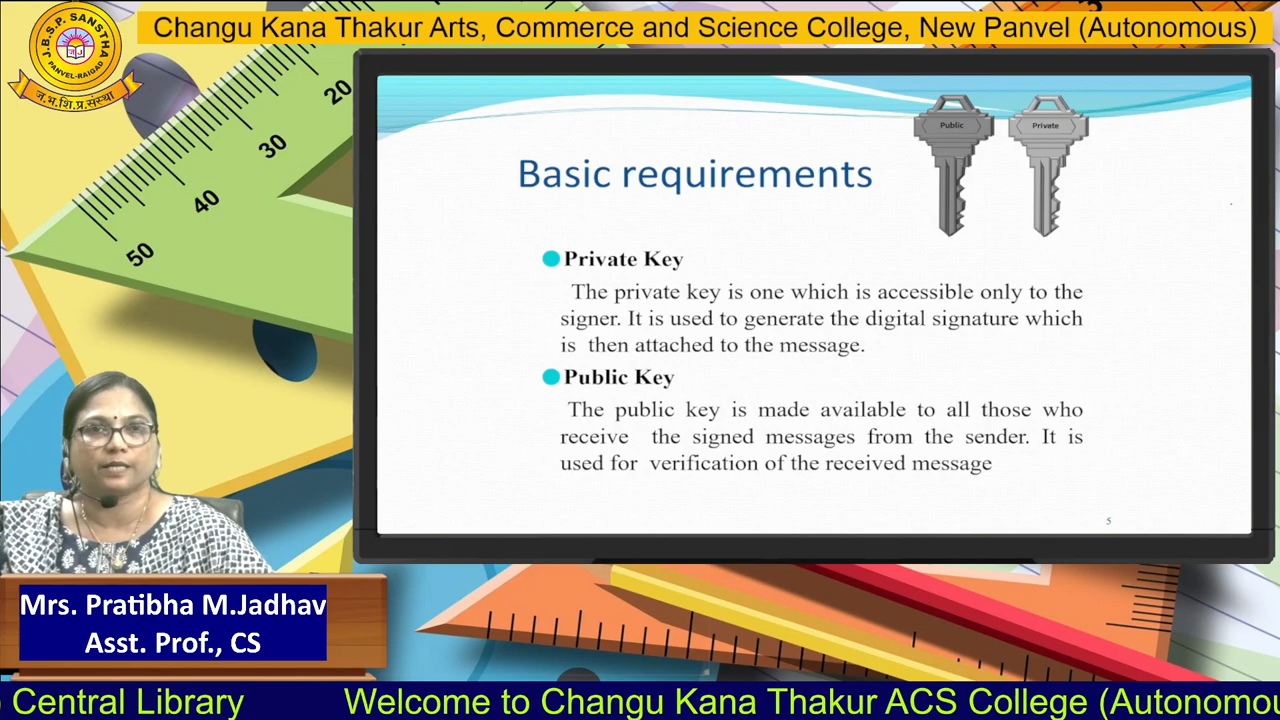 Changu Kana Thakur Arts, Commerce and Science College, New Panvel (Autonomous)
J.B.S.P. SANSTHA
PANVEL-RAIGAD
ज.भ.शि.प्र.संस्था
20
30
40
50
Public
Private
Basic requirements
Private Key
The private key is one which is accessible only to the
signer. It is used to generate the digital signature which
is then attached to the message.
Public Key
The public key is made available to all those who
receive the signed messages from the sender. It is
used for verification of the received message
5
Mrs. Pratibha M.Jadhav
Asst. Prof., CS
Central Library Welcome to Changu Kana Thakur ACS College (Autonomou